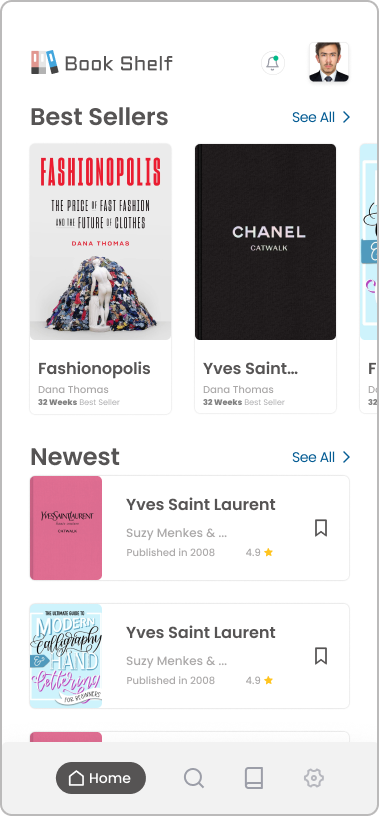 Book Shelf
Best Sellers
See All
FASHIONOPOLIS
THE PRICE OF FAST FASHION
AND THE FUTURE OF CLOTHES
DANA THOMAS
CHANEL
CATWALK
Fashionopolis
Dana Thomas
32 Weeks Best Seller
Yves Saint...
Dana Thomas
32 Weeks Best Seller
F
Newest
See All
YVESSAINTLAURENT
CATWALK
Yves Saint Laurent
Suzy Menkes & ...
Published in 2008
4.9
THE ULTIMATE GUIDE TO
MODERN
Calligraphy
& HAND
Lettering
FOR BEGINNERS
Yves Saint Laurent
Suzy Menkes & ...
Published in 2008
4.9
Home